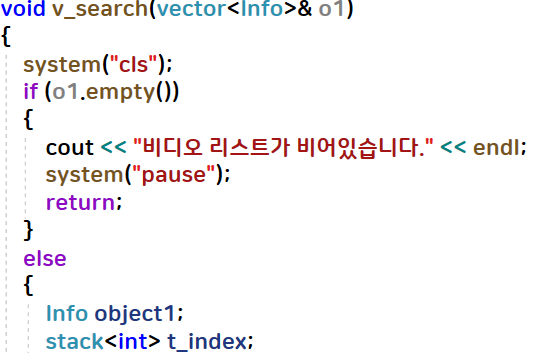 void v_search(vector<Info>& o1)
{
system("cls");
if (o1.empty())
{
cout << "비디오 리스트가 비어있습니다." << endl;
system("pause");
return;
}
else
{
Info object1;
stack<int> t_index;